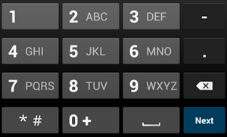 1 2 ABC 3 DEF -
4 GHI 5 JKL 6 MNO .
7 PQRS 8 TUV 9 WXYZ
* # 0 + Next